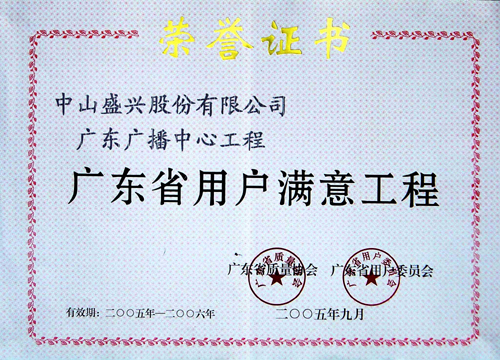 荣誉证书
中山盛兴股份有限公司
广东广播中心工程
广东省用户满意工程
广东省质量协会 广东省用户委员会
有效期：二〇〇五年—二〇〇六年 二〇〇五年九月